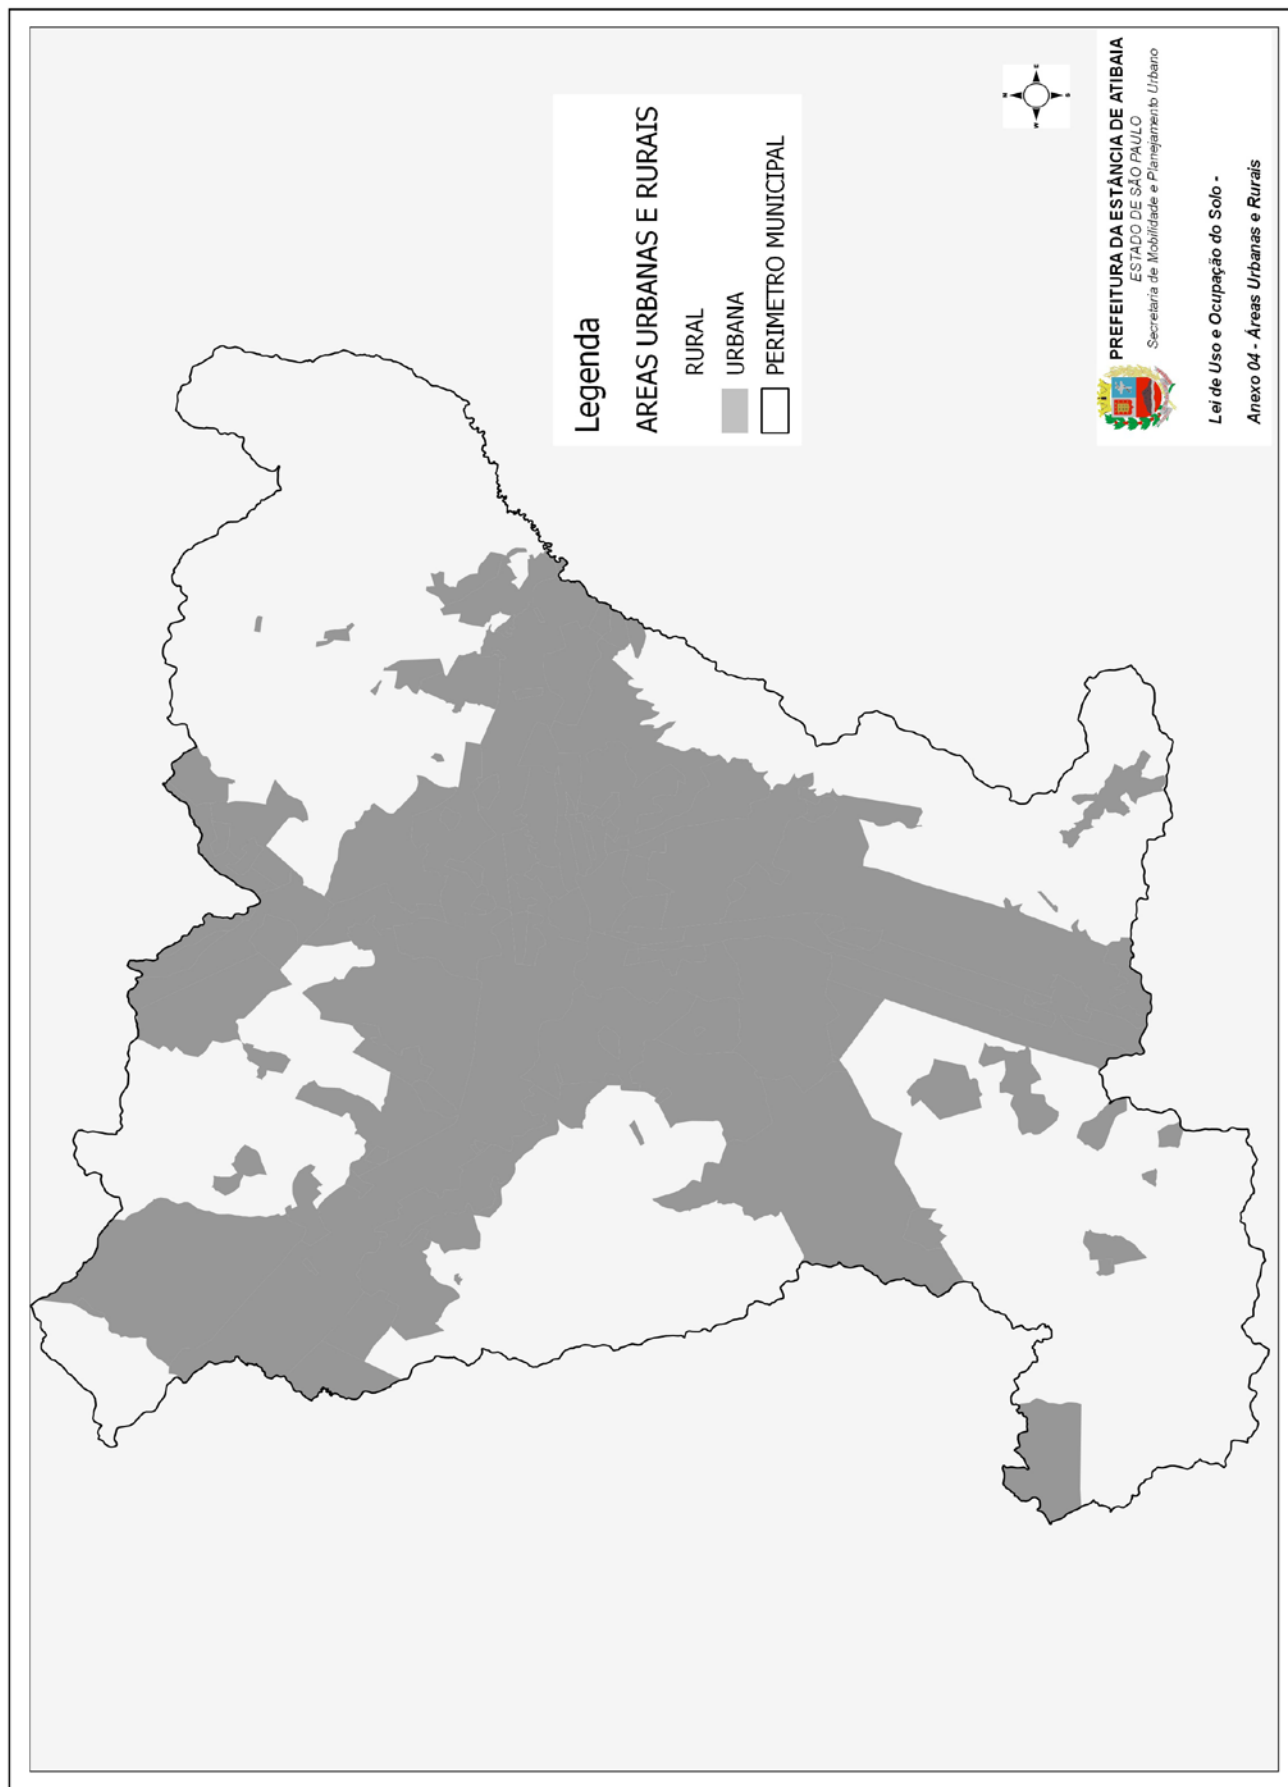 Legenda
AREAS URBANAS E RURAIS
RURAL
URBANA
PERIMETRO MUNICIPAL
N
E
S
W
PREFEITURA DA ESTÂNCIA DE ATIBAIA
ESTADO DE SÃO PAULO
Secretaria de Mobilidade e Planejamento Urbano
Lei de Uso e Ocupação do Solo -
Anexo 04 - Áreas Urbanas e Rurais